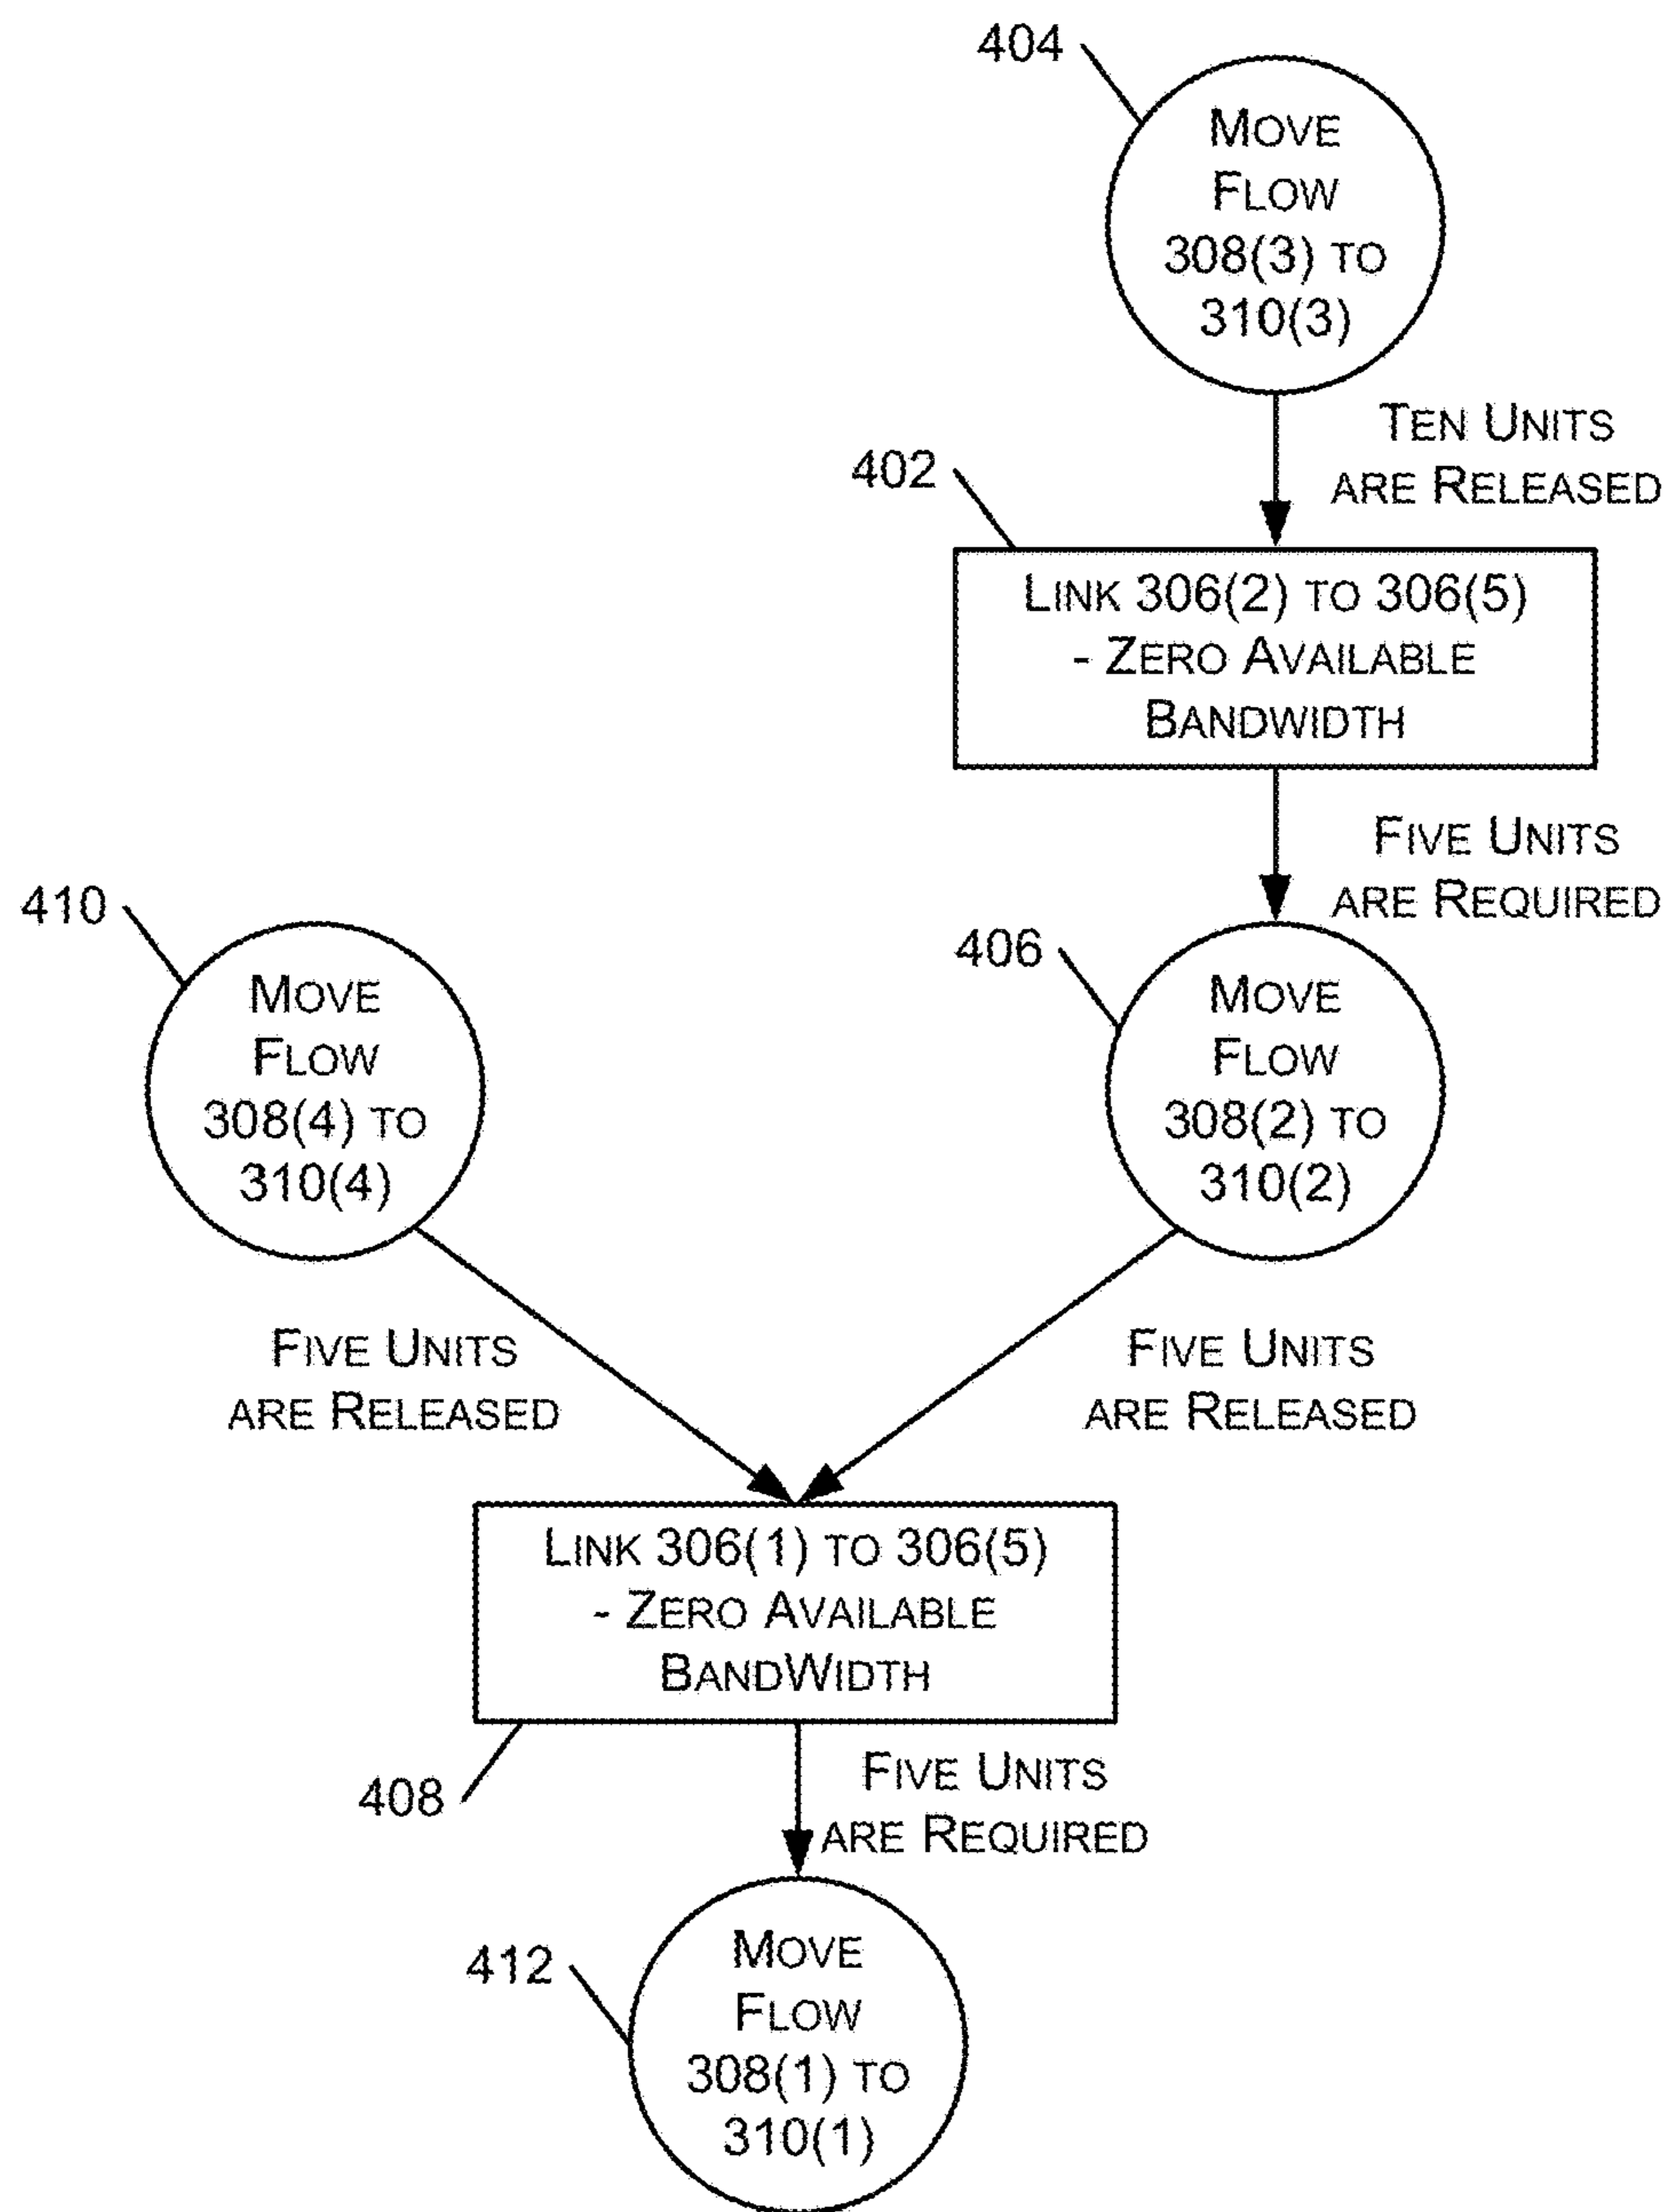 404
MOVE
FLOW
308(3) TO
310(3)
TEN UNITS
ARE RELEASED
402
LINK 306(2) TO 306(5)
- ZERO AVAILABLE
BANDWIDTH
FIVE UNITS
ARE REQUIRED
410
MOVE
FLOW
308(4) TO
310(4)
406
MOVE
FLOW
308(2) TO
310(2)
FIVE UNITS
ARE RELEASED
FIVE UNITS
ARE RELEASED
LINK 306(1) TO 306(5)
- ZERO AVAILABLE
BANDWIDTH
408
FIVE UNITS
ARE REQUIRED
412
MOVE
FLOW
308(1) TO
310(1)